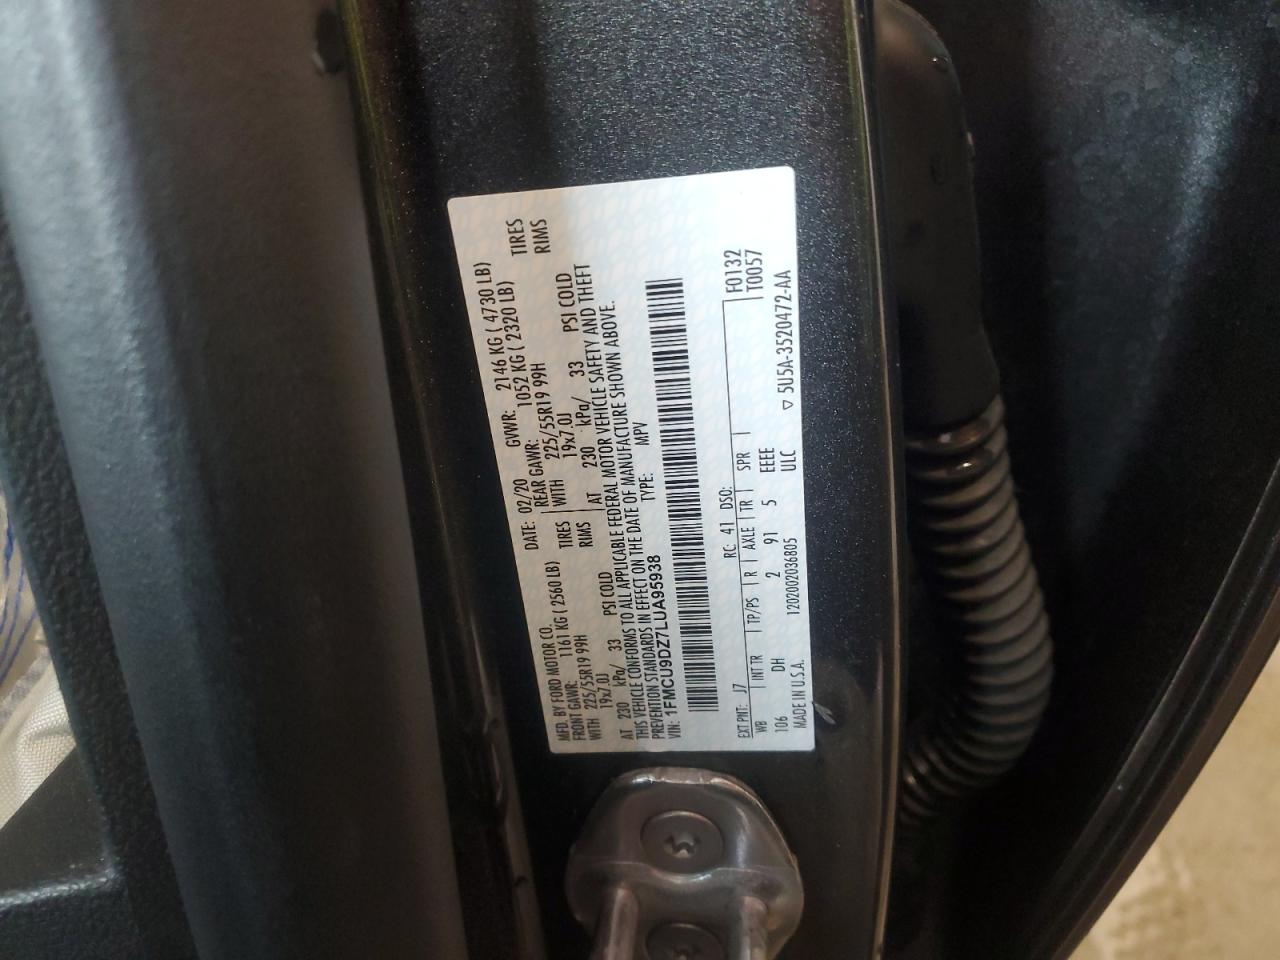 MFD. BY FORD MOTOR CO.
DATE: 02/20 GVWR: 2146 KG ( 4730 LB)
FRONT GAWR: 1161 KG ( 2560 LB) REAR GAWR: 1052 KG ( 2320 LB)
WITH 225/55R19 99H TIRES WITH 225/55R19 99H TIRES
19x7.0J RIMS 19x7.0J RIMS
AT 230 kPa/ 33 PSI COLD AT 230 kPa/ 33 PSI COLD
THIS VEHICLE CONFORMS TO ALL APPLICABLE FEDERAL MOTOR VEHICLE SAFETY AND THEFT
PREVENTION STANDARDS IN EFFECT ON THE DATE OF MANUFACTURE SHOWN ABOVE.
VIN: 1FMCU9DZ7LUA95938 TYPE: MPV
EXT PNT: J7 RC: 41 DSO: F0132
WB INT TR TP/PS R AXLE TR SPR T0057
106 DH 2 91 5 EEEE
MADE IN U.S.A. 1202002036805 ULC ▽ 5U5A-3520472-AA